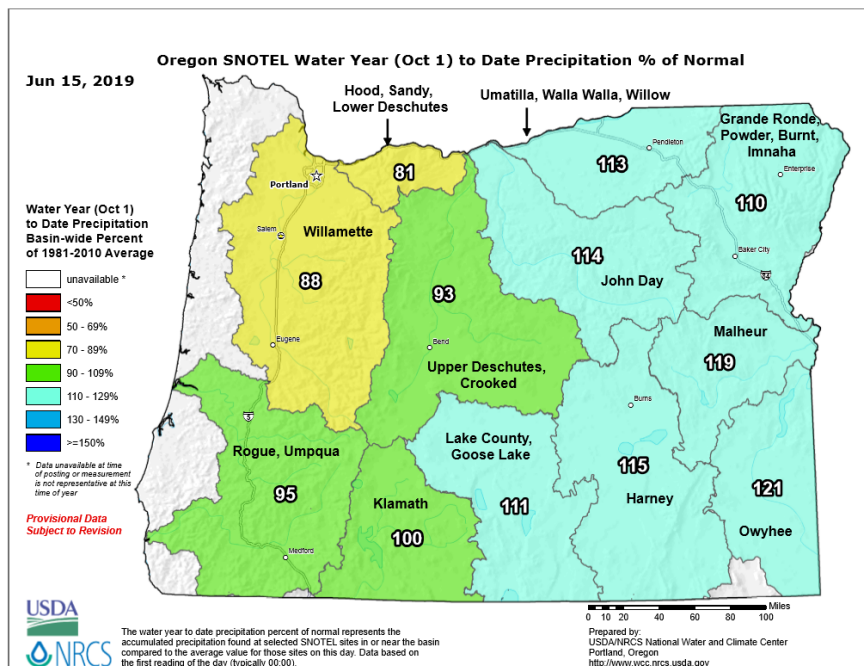 Oregon SNOTEL Water Year (Oct 1) to Date Precipitation % of Normal
Jun 15, 2019
Hood, Sandy,
Lower Deschutes
Umatilla, Walla Walla, Willow
Grande Ronde,
Powder, Burnt,
Imnaha
Pendleton
Enterprise
113
81
110
Portland
Water Year (Oct 1)
to Date Precipitation
Basin-wide Percent
of 1981-2010 Average
unavailable *
<50%
50 - 69%
70 - 89%
90 - 109%
110 - 129%
130 - 149%
>=150%
* Data unavailable at time
of posting or measurement
is not representative at this
time of year
Provisional Data
Subject to Revision
Salem
Willamette
88
Eugene
93
Bend
Upper Deschutes,
Crooked
114
John Day
Baker City
84
Malheur
119
Burns
5
Rogue, Umpqua
95
Medford
Klamath
100
Lake County,
Goose Lake
111
115
Harney
121
Owyhee
USDA
NRCS
The water year to date precipitation percent of normal represents the
accumulated precipitation found at selected SNOTEL sites in or near the basin
compared to the average value for those sites on this day. Data based on
the first reading of the day (typically 00:00).
Miles
0 10 20 40 60 80 100
Prepared by:
USDA/NRCS National Water and Climate Center
Portland, Oregon
http://www.wcc.nrcs.usda.gov